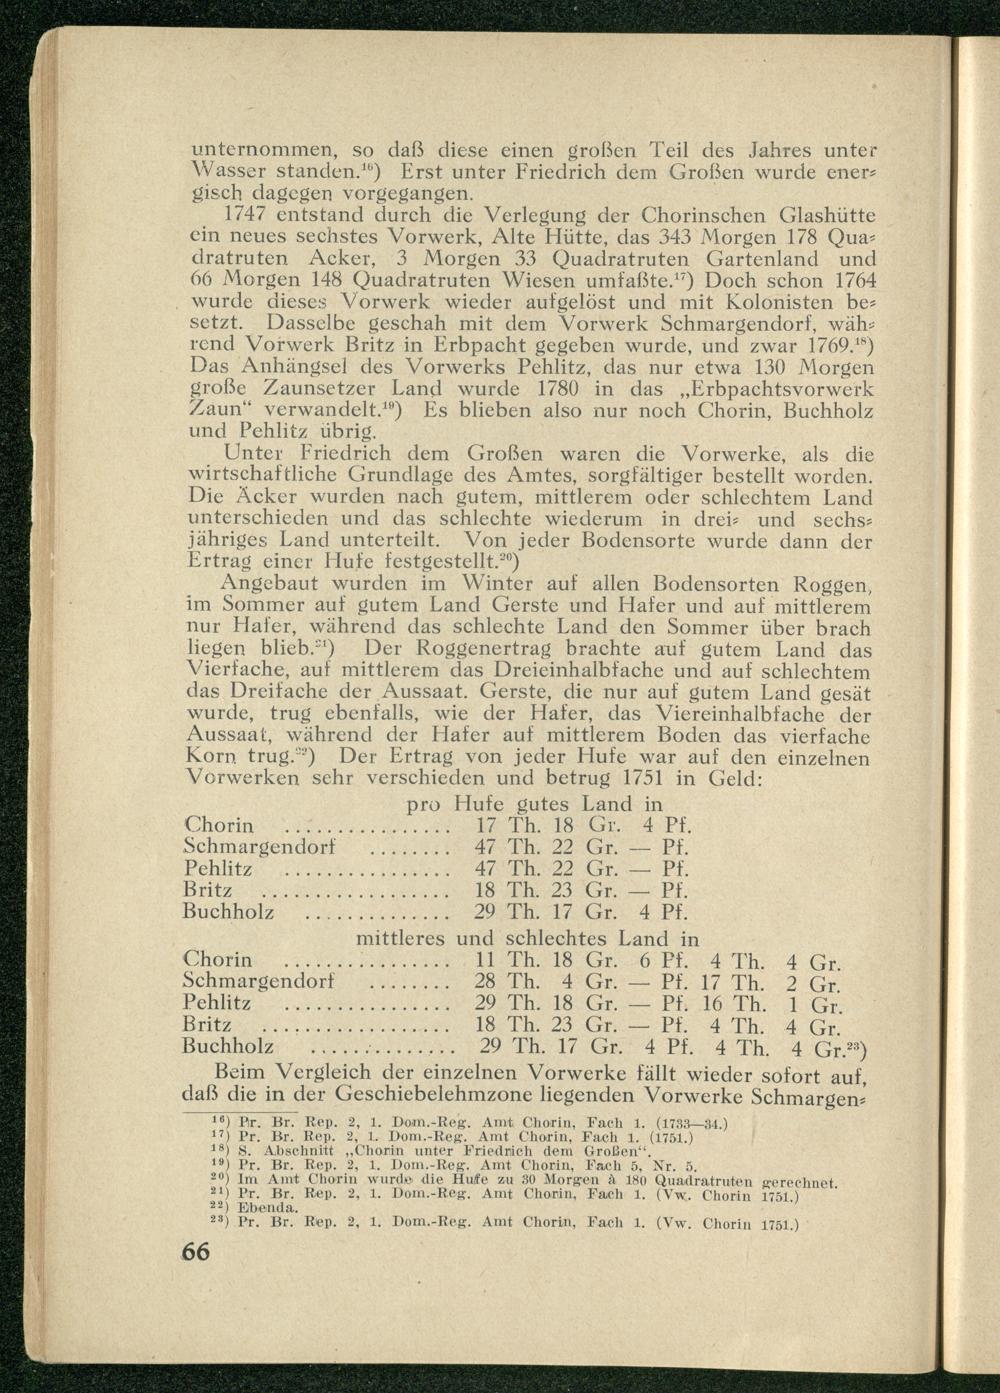 unternommen, so daß diese einen großen Teil des Jahres unter
Wasser standen.¹⁶) Erst unter Friedrich dem Großen wurde ener-
gisch dagegen vorgegangen.
1747 entstand durch die Verlegung der Chorinschen Glashütte
ein neues sechstes Vorwerk, Alte Hütte, das 343 Morgen 178 Qua-
dratruten Acker, 3 Morgen 33 Quadratruten Gartenland und
66 Morgen 148 Quadratruten Wiesen umfaßte.¹⁷) Doch schon 1764
wurde dieses Vorwerk wieder aufgelöst und mit Kolonisten be-
setzt. Dasselbe geschah mit dem Vorwerk Schmargendorf, wäh-
rend Vorwerk Britz in Erbpacht gegeben wurde, und zwar 1769.¹⁸)
Das Anhängsel des Vorwerks Pehlitz, das nur etwa 130 Morgen
große Zaunsetzer Land wurde 1780 in das „Erbpachtsvorwerk
Zaun“ verwandelt.¹⁹) Es blieben also nur noch Chorin, Buchholz
und Pehlitz übrig.
Unter Friedrich dem Großen waren die Vorwerke, als die
wirtschaftliche Grundlage des Amtes, sorgfältiger bestellt worden.
Die Äcker wurden nach gutem, mittlerem oder schlechtem Land
unterschieden und das schlechte wiederum in drei- und sechs-
jähriges Land unterteilt. Von jeder Bodensorte wurde dann der
Ertrag einer Hufe festgestellt.²⁰)
Angebaut wurden im Winter auf allen Bodensorten Roggen,
im Sommer auf gutem Land Gerste und Hafer und auf mittlerem
nur Hafer, während das schlechte Land den Sommer über brach
liegen blieb.²¹) Der Roggenertrag brachte auf gutem Land das
Vierfache, auf mittlerem das Dreieinhalbfache und auf schlechtem
das Dreifache der Aussaat. Gerste, die nur auf gutem Land gesät
wurde, trug ebenfalls, wie der Hafer, das Viereinhalbfache der
Aussaat, während der Hafer auf mittlerem Boden das vierfache
Korn trug.²²) Der Ertrag von jeder Hufe war auf den einzelnen
Vorwerken sehr verschieden und betrug 1751 in Geld:
pro Hufe gutes Land in
Chorin ................ 17 Th. 18 Gr. 4 Pf.
Schmargendorf ........ 47 Th. 22 Gr. — Pf.
Pehlitz ................ 47 Th. 22 Gr. — Pf.
Britz .................. 18 Th. 23 Gr. — Pf.
Buchholz .............. 29 Th. 17 Gr. 4 Pf.
mittleres und schlechtes Land in
Chorin ................ 11 Th. 18 Gr. 6 Pf. 4 Th. 4 Gr.
Schmargendorf ........ 28 Th. 4 Gr. — Pf. 17 Th. 2 Gr.
Pehlitz ................ 29 Th. 18 Gr. — Pf. 16 Th. 1 Gr.
Britz .................. 18 Th. 23 Gr. — Pf. 4 Th. 4 Gr.
Buchholz .............. 29 Th. 17 Gr. 4 Pf. 4 Th. 4 Gr.²³)
Beim Vergleich der einzelnen Vorwerke fällt wieder sofort auf,
daß die in der Geschiebelehmzone liegenden Vorwerke Schmargen-
¹⁶) Pr. Br. Rep. 2, 1. Dom.-Reg. Amt Chorin, Fach 1. (1733—34.)
¹⁷) Pr. Br. Rep. 2, 1. Dom.-Reg. Amt Chorin, Fach 1. (1751.)
¹⁸) S. Abschnitt „Chorin unter Friedrich dem Großen“.
¹⁹) Pr. Br. Rep. 2, 1. Dom.-Reg. Amt Chorin, Fach 5, Nr. 5.
²⁰) Im Amt Chorin wurde die Hufe zu 30 Morgen à 180 Quadratruten gerechnet.
²¹) Pr. Br. Rep. 2, 1. Dom.-Reg. Amt Chorin, Fach 1. (Vw. Chorin 1751.)
²²) Ebenda.
²³) Pr. Br. Rep. 2, 1. Dom.-Reg. Amt Chorin, Fach 1. (Vw. Chorin 1751.)
66